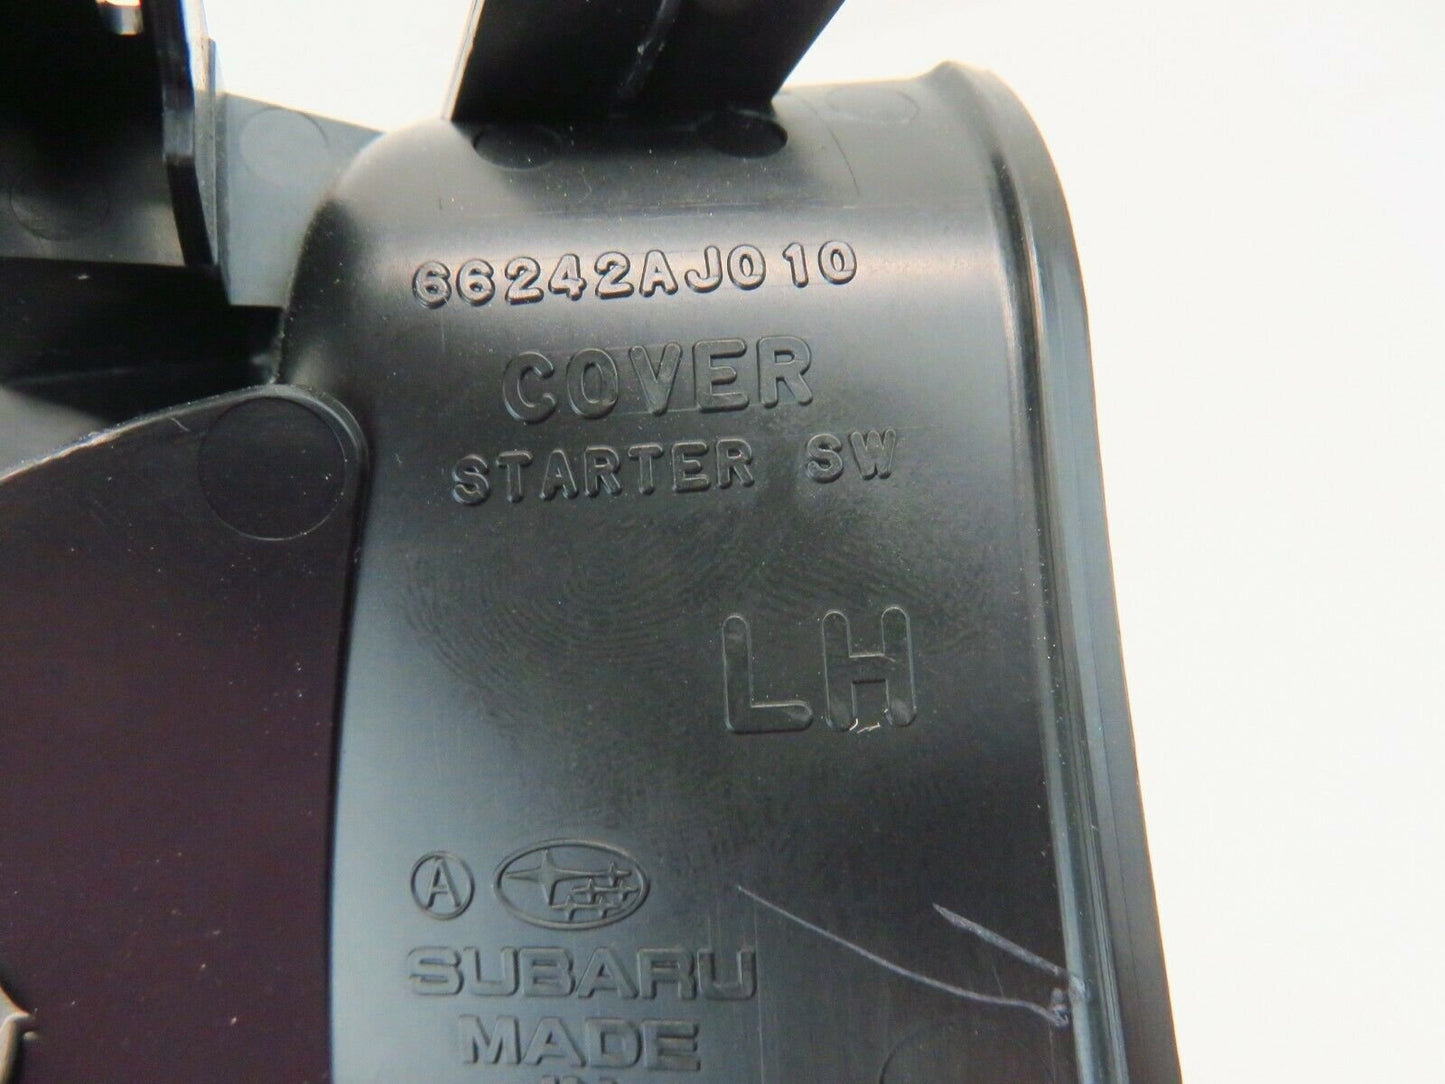 66242AJ010
COVER
STARTER SW
LH
A
SUBARU
MADE